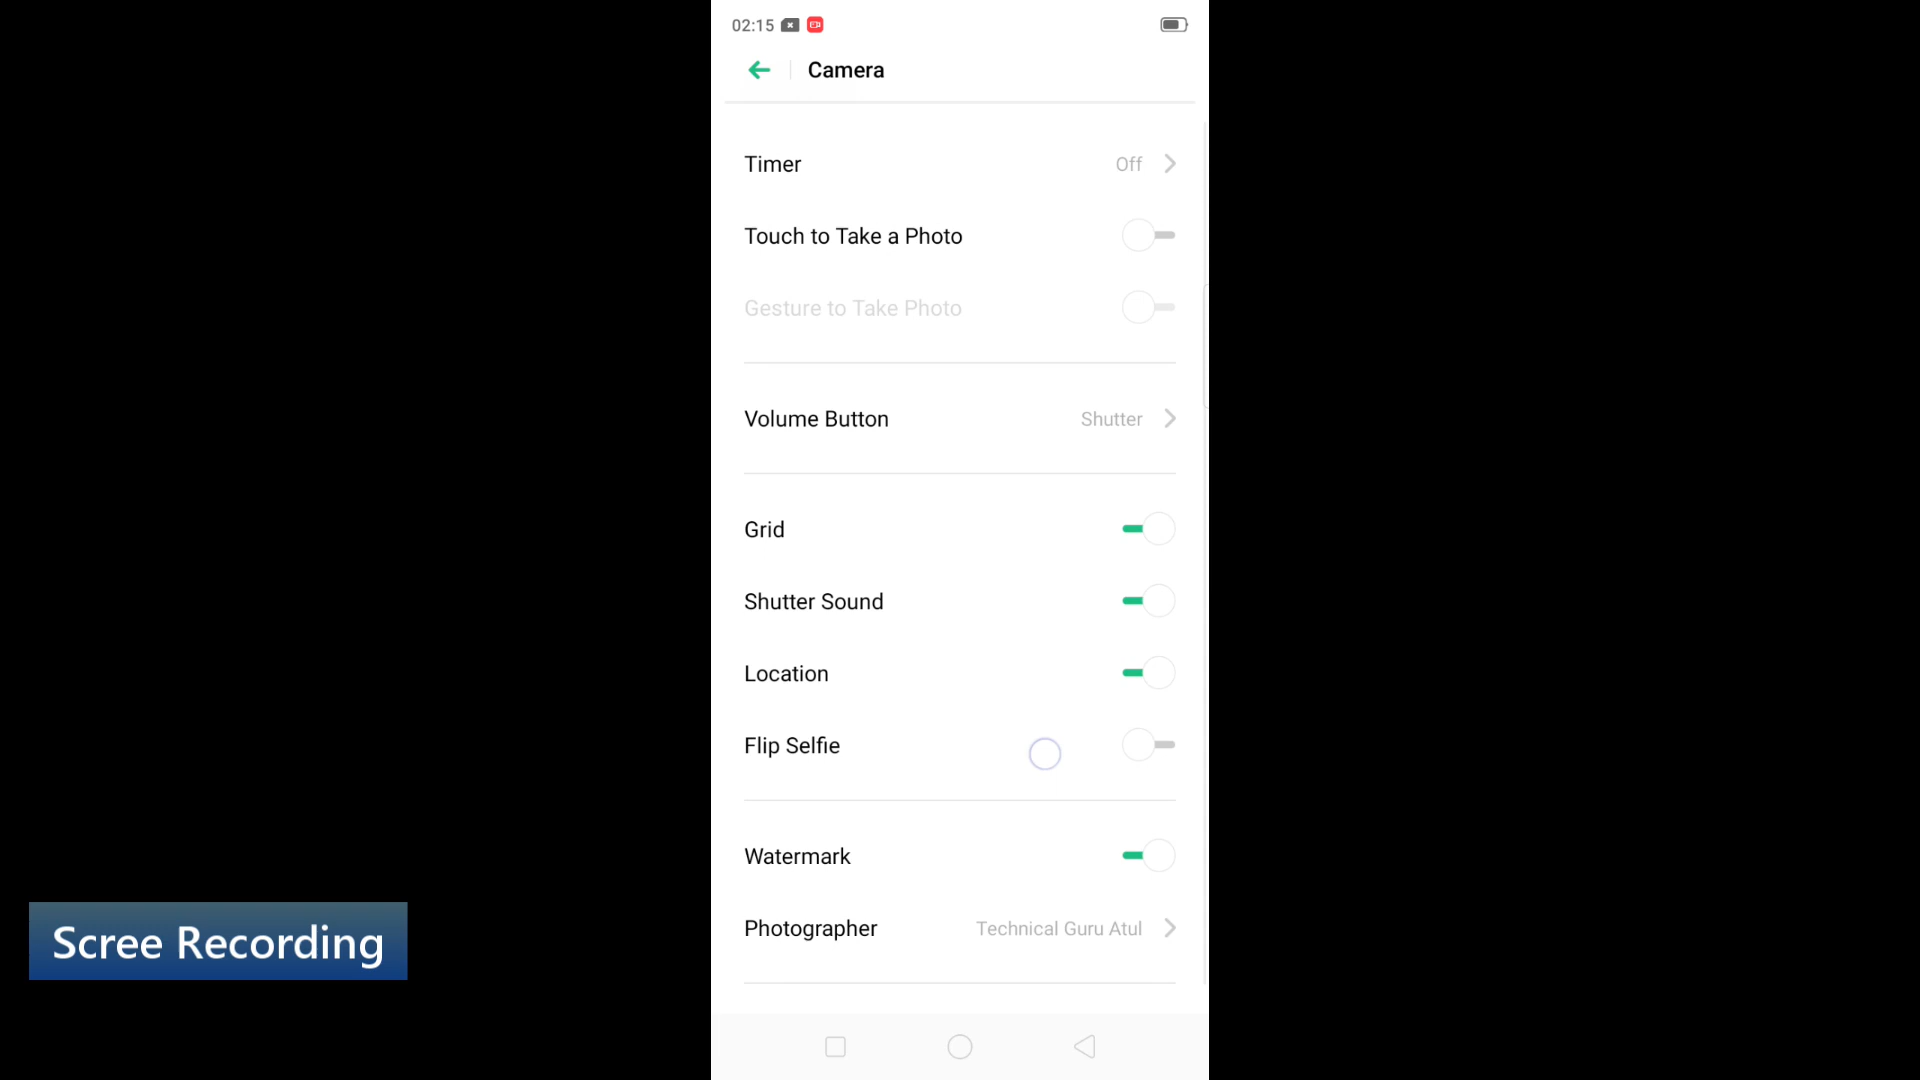 02:15
Camera
Timer Off
Touch to Take a Photo
Gesture to Take Photo
Volume Button Shutter
Grid
Shutter Sound
Location
Flip Selfie
Watermark
Photographer Technical Guru Atul
Scree Recording